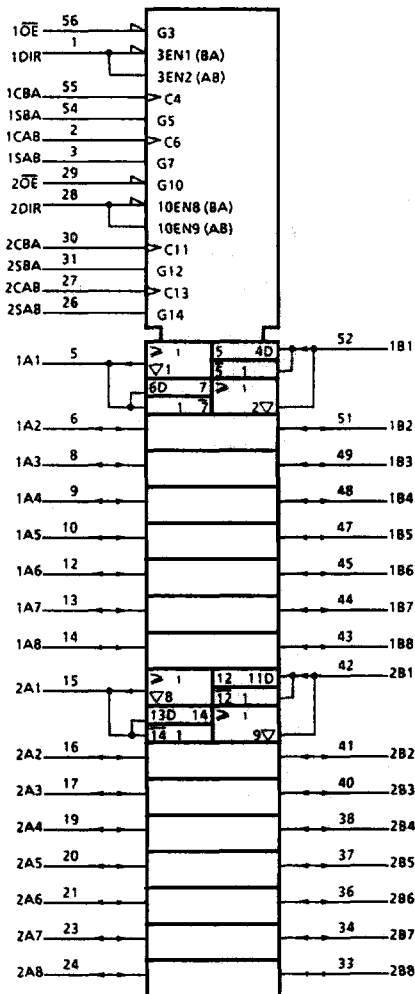 1O̅E̅ 56 G3
1DIR 1 3EN1 (BA)
3EN2 (AB)
1CBA 55 C4
1SBA 54 G5
1CAB 2 C6
1SAB 3 G7
2O̅E̅ 29 G10
2DIR 28 10EN8 (BA)
10EN9 (AB)
2CBA 30 C11
2SBA 31 G12
2CAB 27 C13
2SAB 26 G14
1A1 5 ≥ 1 5 4D 52 1B1
▽1 5̅ 1
6D 7 ≥ 1
1 7̅ 2▽
1A2 6 51 1B2
1A3 8 49 1B3
1A4 9 48 1B4
1A5 10 47 1B5
1A6 12 45 1B6
1A7 13 44 1B7
1A8 14 43 1B8
2A1 15 ≥ 1 12 11D 42 2B1
▽8 1̅2̅ 1
13D 14 ≥ 1
1̅4̅ 1 9▽
2A2 16 41 2B2
2A3 17 40 2B3
2A4 19 38 2B4
2A5 20 37 2B5
2A6 21 36 2B6
2A7 23 34 2B7
2A8 24 33 2B8